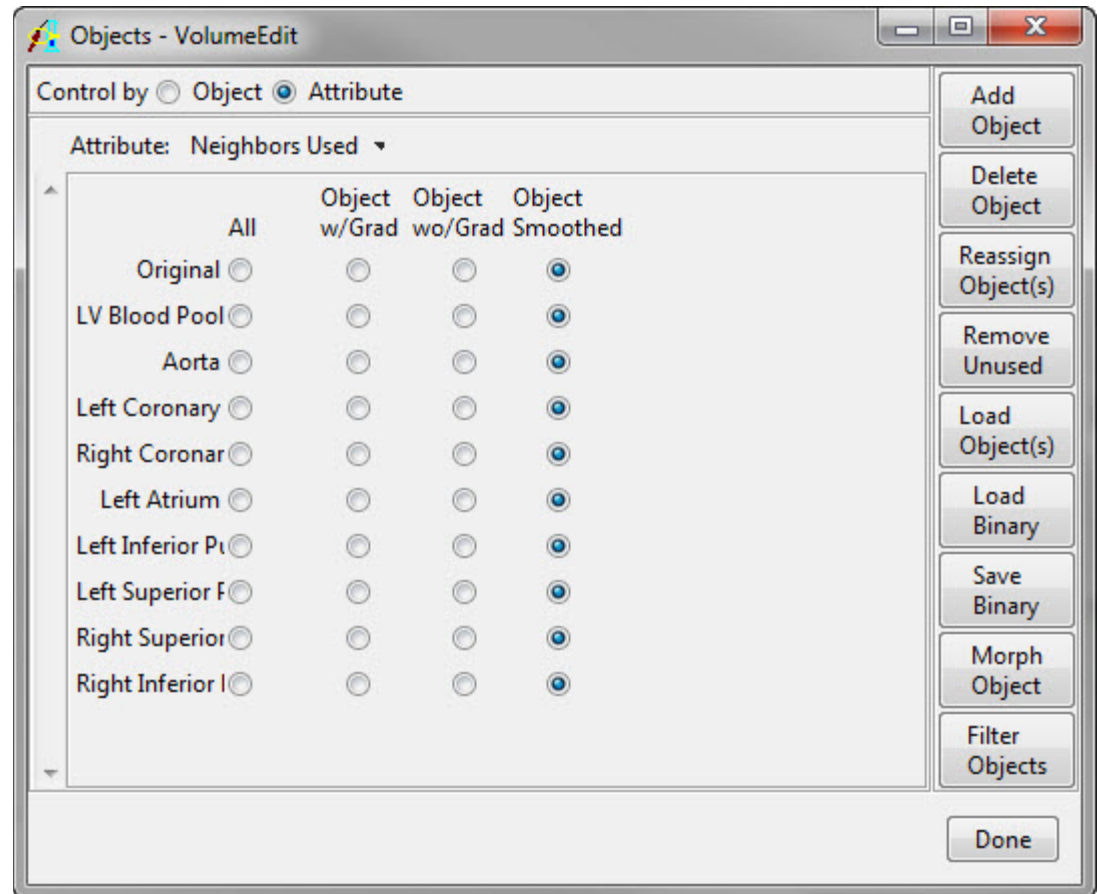 Objects - VolumeEdit
Control by Object Attribute
Attribute: Neighbors Used
All
Object w/Grad
Object wo/Grad
Object Smoothed
Original
LV Blood Pool
Aorta
Left Coronary
Right Coronar
Left Atrium
Left Inferior Pu
Left Superior P
Right Superior
Right Inferior
Add
Object
Delete
Object
Reassign
Object(s)
Remove
Unused
Load
Object(s)
Load
Binary
Save
Binary
Morph
Object
Filter
Objects
Done